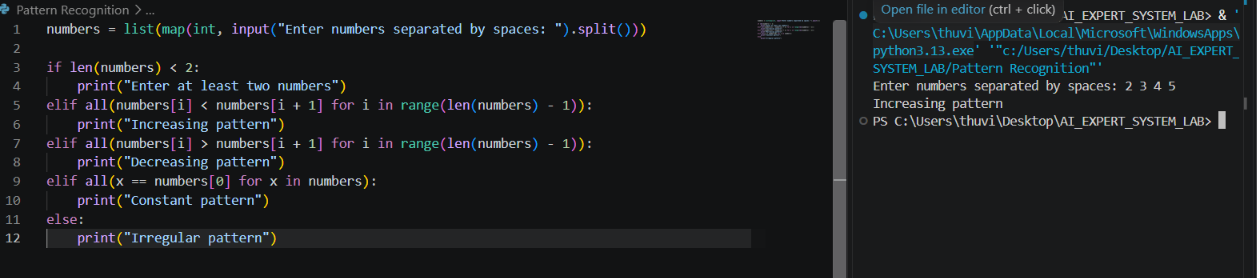 Pattern Recognition > ...
1 numbers = list(map(int, input("Enter numbers separated by spaces: ").split()))
2
3 if len(numbers) < 2:
4     print("Enter at least two numbers")
5 elif all(numbers[i] < numbers[i + 1] for i in range(len(numbers) - 1)):
6     print("Increasing pattern")
7 elif all(numbers[i] > numbers[i + 1] for i in range(len(numbers) - 1)):
8     print("Decreasing pattern")
9 elif all(x == numbers[0] for x in numbers):
10     print("Constant pattern")
11 else:
12     print("Irregular pattern")
Open file in editor (ctrl + click)
AI_EXPERT_SYSTEM_LAB> & '
C:\Users\thuvi\AppData\Local\Microsoft\WindowsApps\
python3.13.exe' '"c:/Users/thuvi/Desktop/AI_EXPERT_
SYSTEM_LAB/Pattern Recognition"'
Enter numbers separated by spaces: 2 3 4 5
Increasing pattern
PS C:\Users\thuvi\Desktop\AI_EXPERT_SYSTEM_LAB>